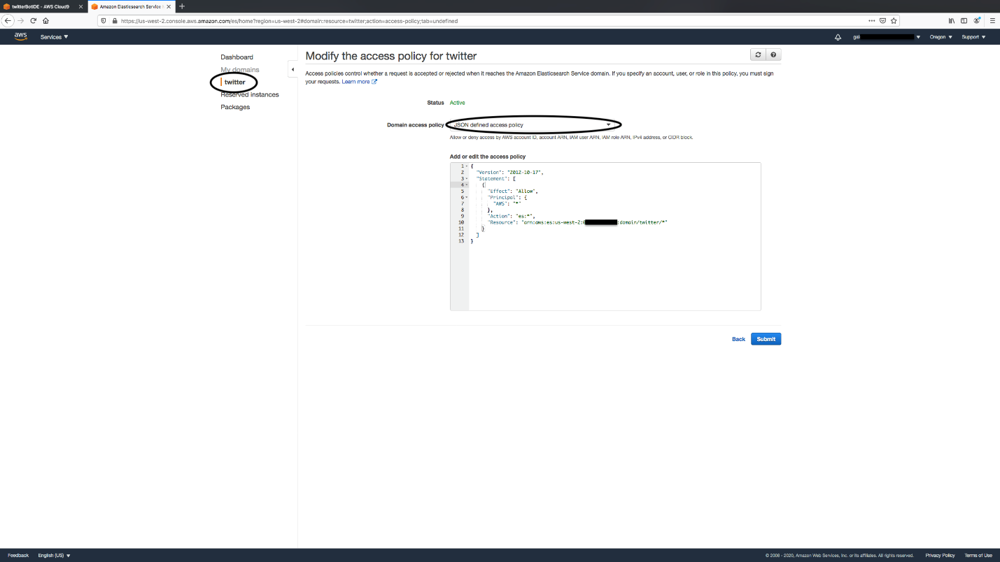 twitterBotIDE - AWS Cloud9
Amazon Elasticsearch Service
https://us-west-2.console.aws.amazon.com/es/home?region=us-west-2#domain:resource=twitter;action=access-policy;tab=undefined
aws
Services
gal
Oregon
Support
Dashboard
My domains
twitter
Reserved instances
Packages
Modify the access policy for twitter
Access policies control whether a request is accepted or rejected when it reaches the Amazon Elasticsearch Service domain. If you specify an account, user, or role in this policy, you must sign
your requests. Learn more
Status Active
Domain access policy JSON defined access policy
Allow or deny access by AWS account ID, account ARN, IAM user ARN, IAM role ARN, IPv4 address, or CIDR block.
Add or edit the access policy
1 {
2 "Version": "2012-10-17",
3 "Statement": [
4 {
5 "Effect": "Allow",
6 "Principal": {
7 "AWS": "*"
8 },
9 "Action": "es:*",
10 "Resource": "arn:aws:es:us-west-2: :domain/twitter/*"
11 }
12 ]
13 }
Back Submit
Feedback English (US)
© 2008 - 2020, Amazon Web Services, Inc. or its affiliates. All rights reserved. Privacy Policy Terms of Use